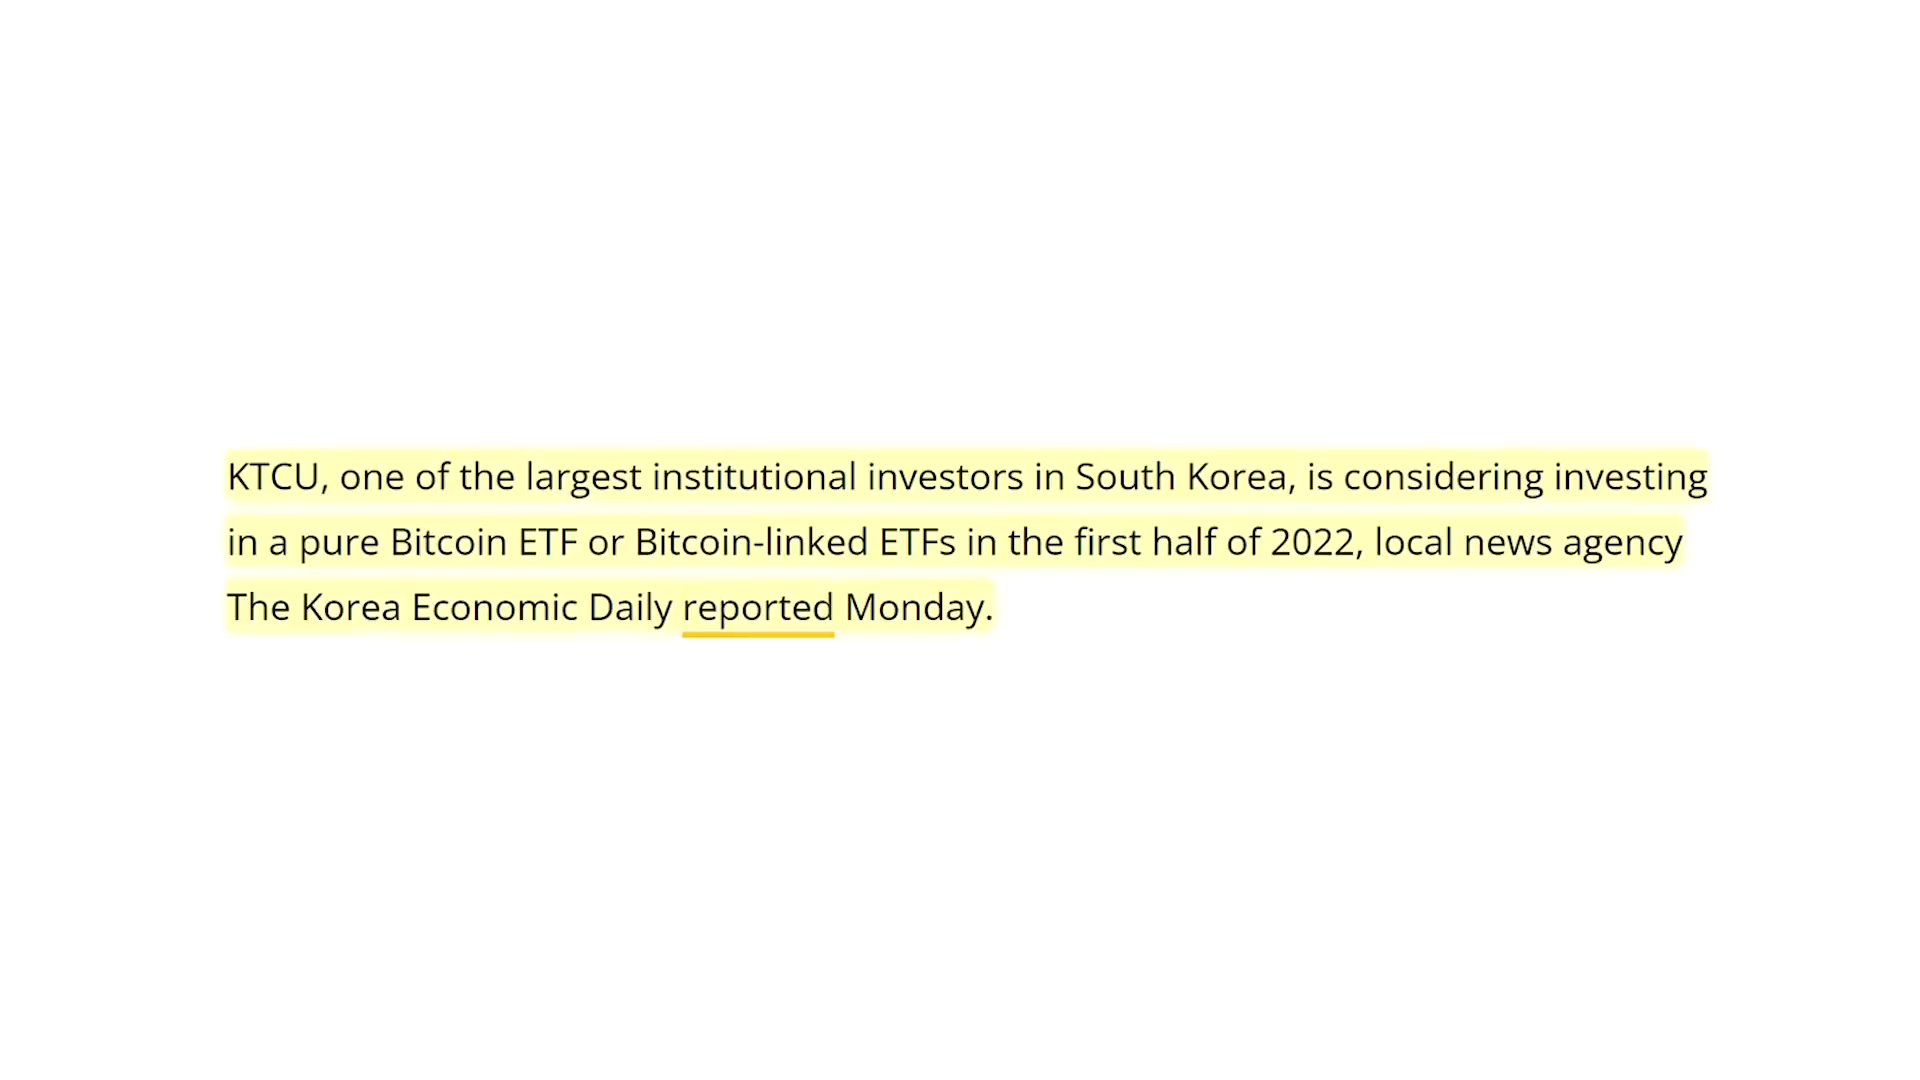 KTCU, one of the largest institutional investors in South Korea, is considering investing
in a pure Bitcoin ETF or Bitcoin-linked ETFs in the first half of 2022, local news agency
The Korea Economic Daily reported Monday.